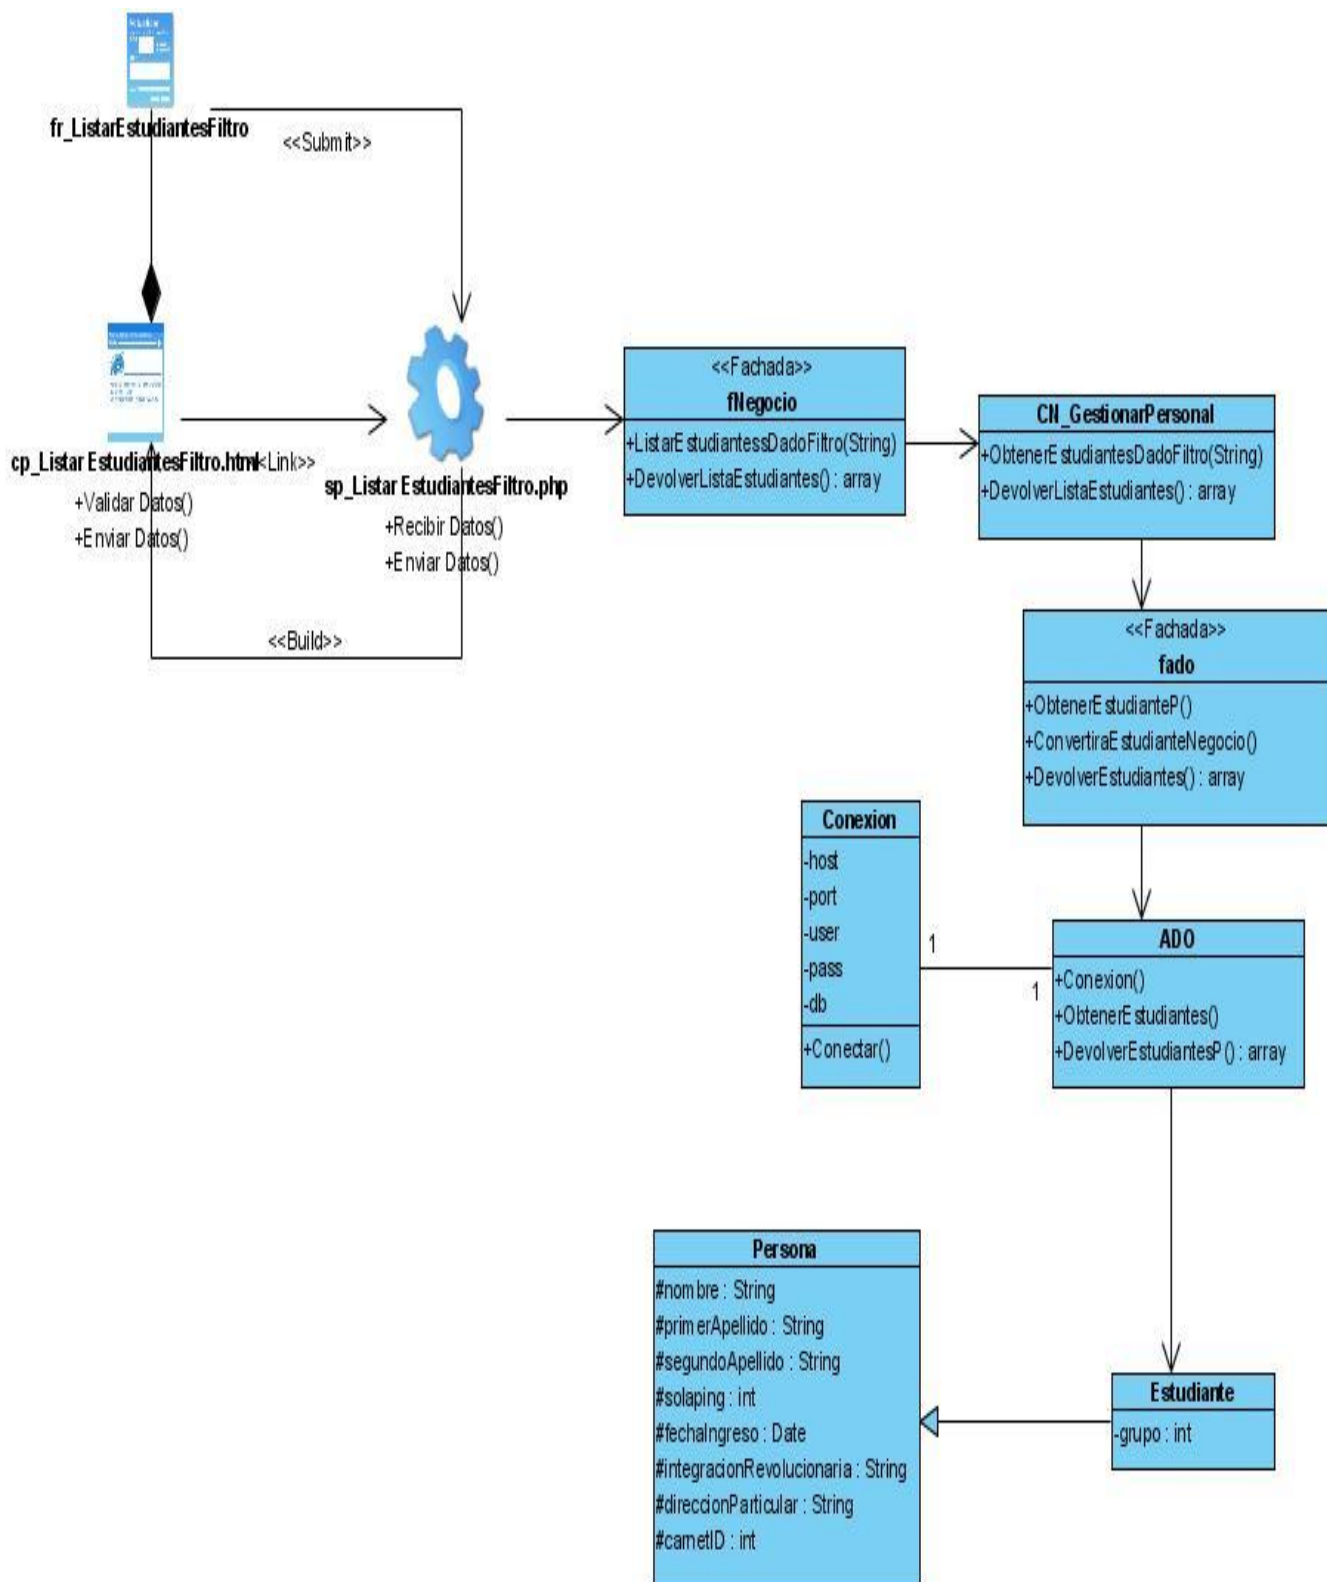 fr_ListarEstudiantesFiltro
<<Submit>>
cp_Listar EstudiantesFiltro.html
<<Link>>
+Validar Datos()
+Enviar Datos()
sp_Listar EstudiantesFiltro.php
+Recibir Datos()
+Enviar Datos()
<<Build>>
<<Fachada>>
fNegocio
+ListarEstudiantessDadoFiltro(String)
+DevolverListaEstudiantes() : array
CN_GestionarPersonal
+ObtenerEstudiantesDadoFiltro(String)
+DevolverListaEstudiantes() : array
<<Fachada>>
fado
+ObtenerEstudianteP()
+ConvertiraEstudianteNegocio()
+DevolverEstudiantes() : array
Conexion
-host
-port
-user
-pass
-db
+Conectar()
1
1
ADO
+Conexion()
+ObtenerEstudiantes()
+DevolverEstudiantesP() : array
Persona
#nombre : String
#primerApellido : String
#segundoApellido : String
#solaping : int
#fechaIngreso : Date
#integracionRevolucionaria : String
#direccionParticular : String
#carnetID : int
Estudiante
-grupo : int